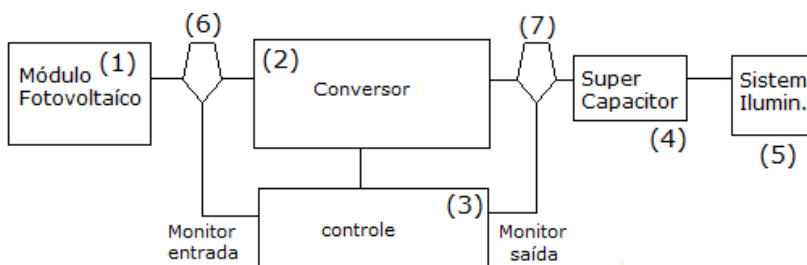 (6)
(7)
(1)
Módulo
Fotovoltaíco
(2)
Conversor
Super
Capacitor
(4)
Sistem
Ilumin.
(5)
(3)
controle
Monitor
entrada
Monitor
saída